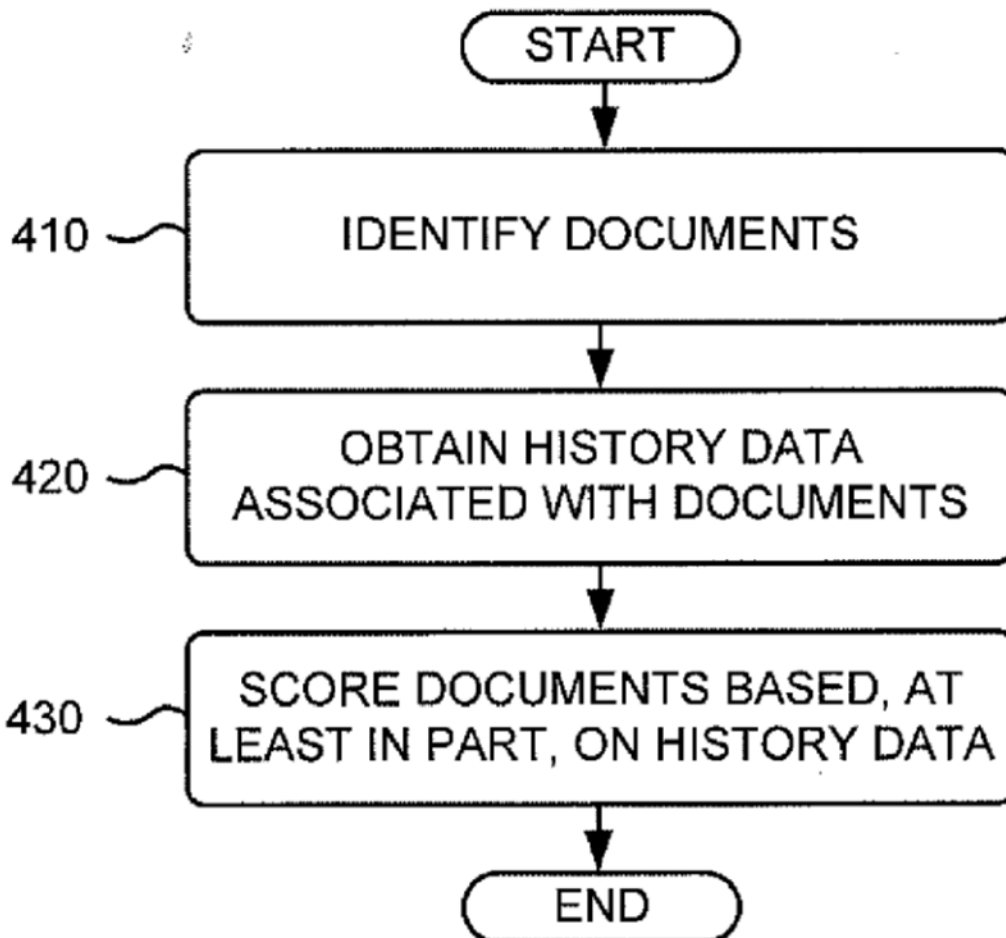 START
410
IDENTIFY DOCUMENTS
420
OBTAIN HISTORY DATA
ASSOCIATED WITH DOCUMENTS
430
SCORE DOCUMENTS BASED, AT
LEAST IN PART, ON HISTORY DATA
END